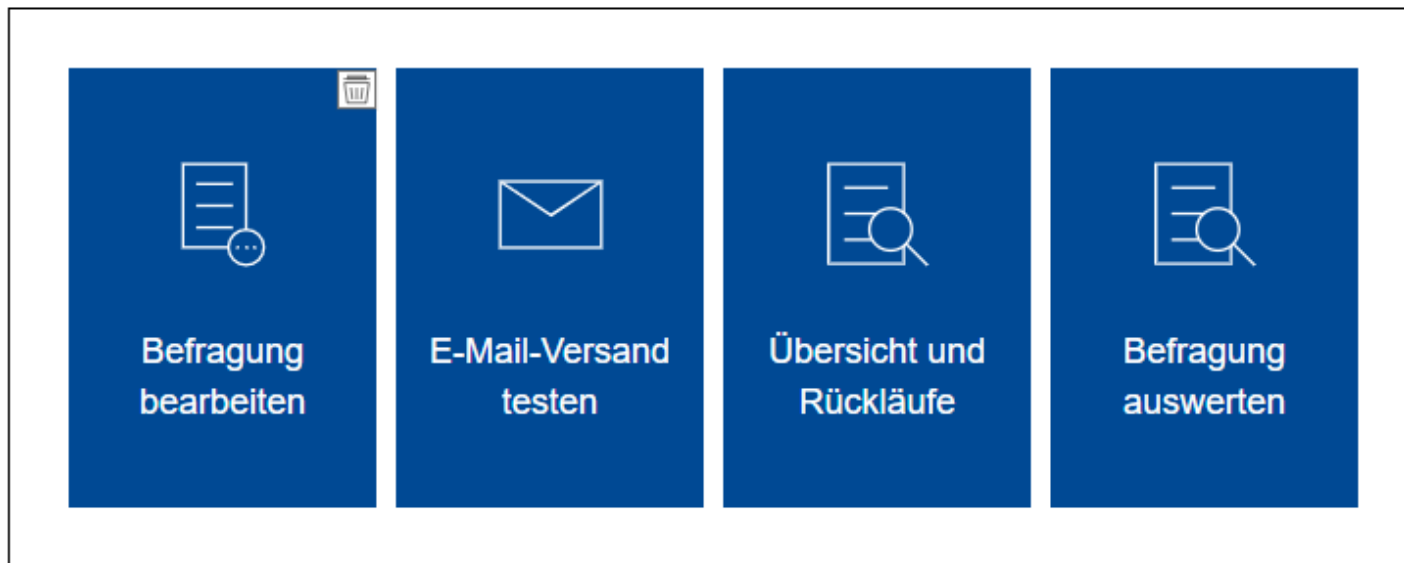 Befragung
bearbeiten
E-Mail-Versand
testen
Übersicht und
Rückläufe
Befragung
auswerten